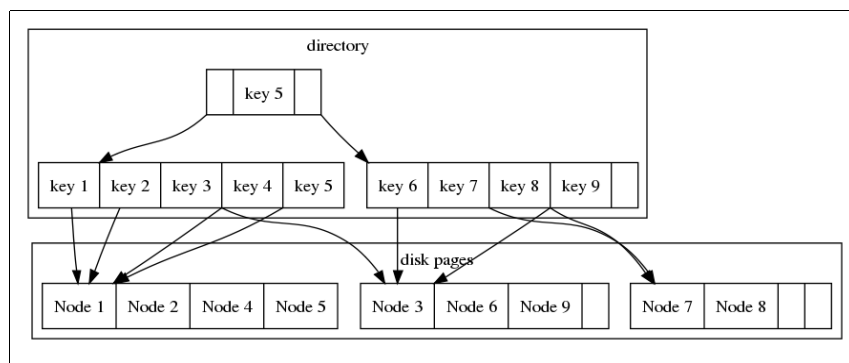 directory
key 5
key 1 key 2 key 3 key 4 key 5 key 6 key 7 key 8 key 9
disk pages
Node 1 Node 2 Node 4 Node 5 Node 3 Node 6 Node 9 Node 7 Node 8